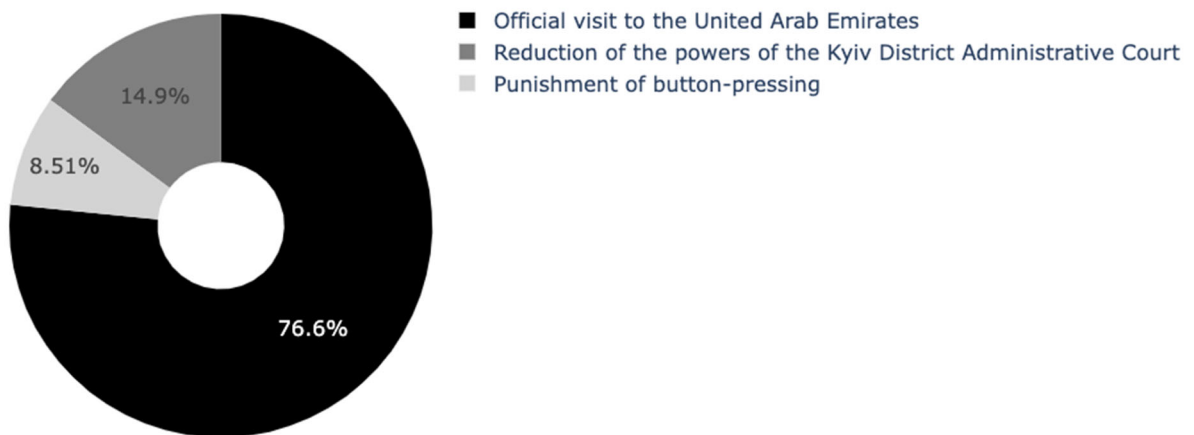 Official visit to the United Arab Emirates
Reduction of the powers of the Kyiv District Administrative Court
Punishment of button-pressing
14.9%
8.51%
76.6%